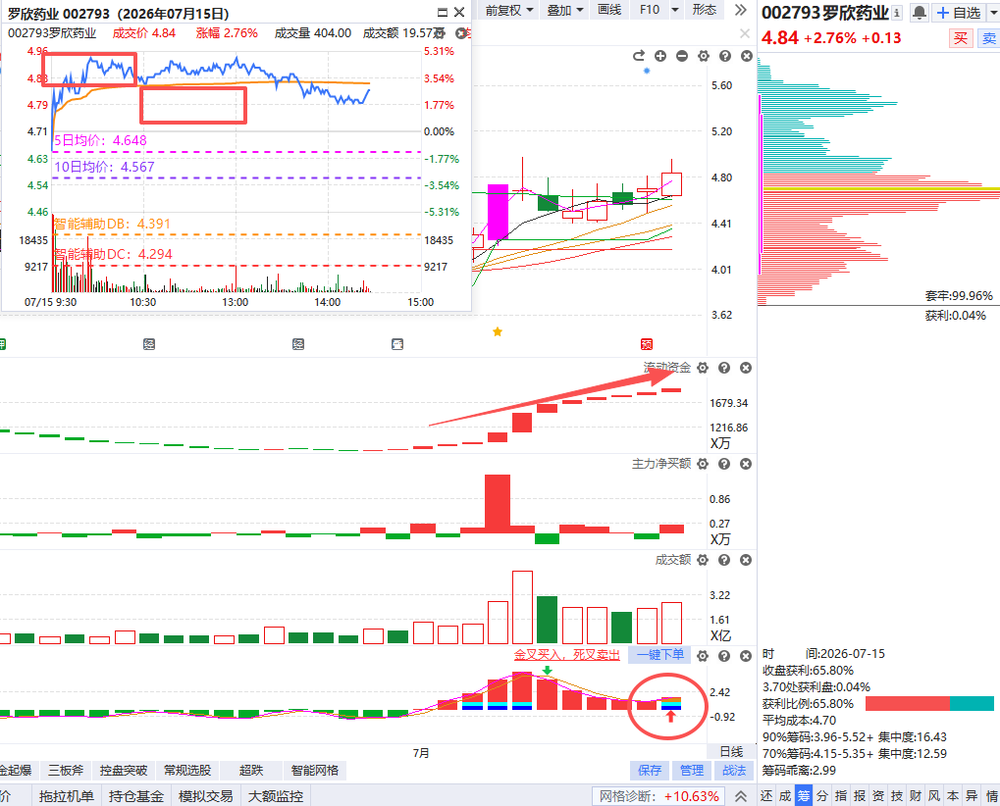 罗欣药业 002793（2026年07月15日）
002793罗欣药业 成交价 4.84 涨幅 2.76% 成交量 404.00 成交额 19.57
4.96 5.31%
4.88 3.54%
4.79 1.77%
4.71 0.00%
5日均价：4.648
4.63 -1.77%
10日均价：4.567
4.54 -3.54%
4.46 -5.31%
智能辅助DB：4.391
18435 18435
智能辅助DC：4.294
9217 9217
07/15 9:30 10:30 13:00 14:00 15:00
前复权 叠加 画线 F10 形态
002793罗欣药业 自选
4.84 +2.76% +0.13 买 卖
5.60
5.20
4.80
4.41
4.01
3.62
套牢:99.96%
获利:0.04%
预
流动资金
1679.34
1216.86
X万
主力净买额
0.86
0.27
X万
成交额
3.22
1.61
X亿
金叉买入，死叉卖出 一键下单
2.42
-0.92
7月 日线
时 间:2026-07-15
收盘获利:65.80%
3.70处获利盘:0.04%
获利比例:65.80%
平均成本:4.70
90%筹码:3.96-5.52+ 集中度:16.43
70%筹码:4.15-5.35+ 集中度:12.59
筹码乖离:2.99
金起爆 三板斧 控盘突破 常规选股 超跌 智能网格 保存 管理 战法
价 拖拉机单 持仓基金 模拟交易 大额监控 网格诊断： +10.63%
还 成 筹 分 指 报 资 技 财 风 本 异 情